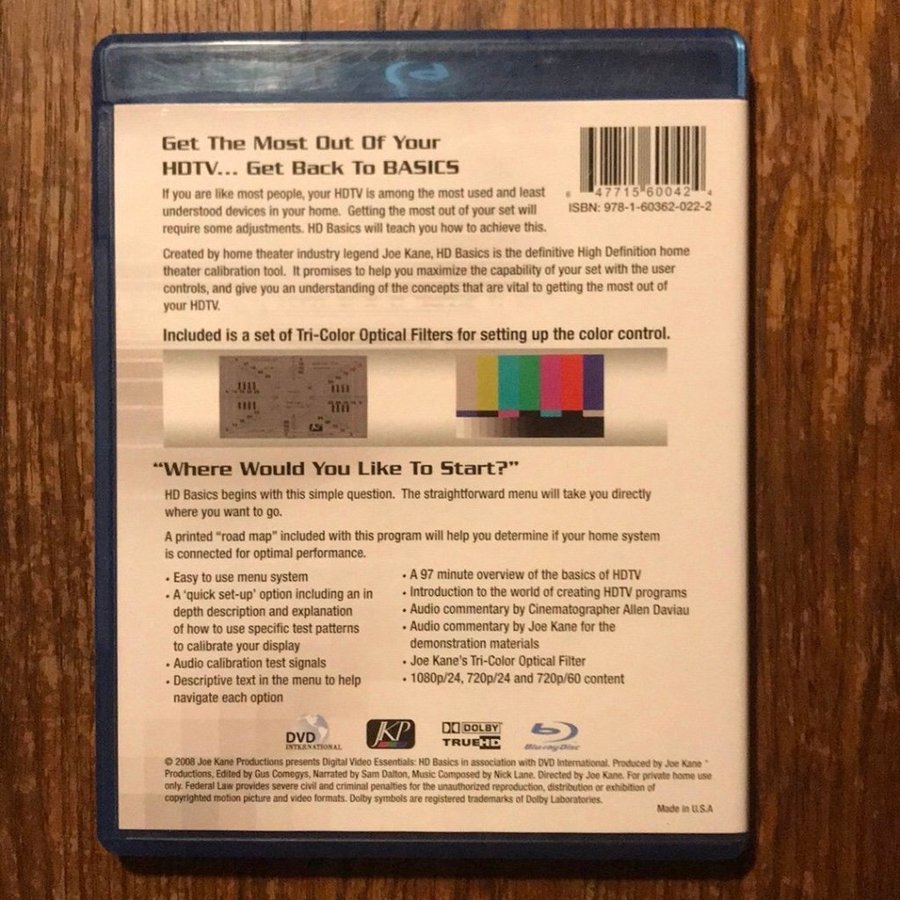 Get The Most Out Of Your
HDTV... Get Back To BASICS
If you are like most people, your HDTV is among the most used and least
understood devices in your home. Getting the most out of your set will
require some adjustments. HD Basics will teach you how to achieve this.
6 47715 60042 4
ISBN: 978-1-60362-022-2
Created by home theater industry legend Joe Kane, HD Basics is the definitive High Definition home
theater calibration tool. It promises to help you maximize the capability of your set with the user
controls, and give you an understanding of the concepts that are vital to getting the most out of
your HDTV.
Included is a set of Tri-Color Optical Filters for setting up the color control.
“Where Would You Like To Start?”
HD Basics begins with this simple question. The straightforward menu will take you directly
where you want to go.
A printed “road map” included with this program will help you determine if your home system
is connected for optimal performance.
• Easy to use menu system
• A ‘quick set-up’ option including an in
depth description and explanation
of how to use specific test patterns
to calibrate your display
• Audio calibration test signals
• Descriptive text in the menu to help
navigate each option
• A 97 minute overview of the basics of HDTV
• Introduction to the world of creating HDTV programs
• Audio commentary by Cinematographer Allen Daviau
• Audio commentary by Joe Kane for the
demonstration materials
• Joe Kane's Tri-Color Optical Filter
• 1080p/24, 720p/24 and 720p/60 content
DVD
INTERNATIONAL
JKP
DOLBY
TRUEHD
Blu-ray Disc
© 2008 Joe Kane Productions presents Digital Video Essentials: HD Basics in association with DVD International. Produced by Joe Kane
Productions, Edited by Gus Comegys, Narrated by Sam Dalton, Music Composed by Nick Lane. Directed by Joe Kane. For private home use
only. Federal Law provides severe civil and criminal penalties for the unauthorized reproduction, distribution or exhibition of
copyrighted motion picture and video formats. Dolby symbols are registered trademarks of Dolby Laboratories.
Made in U.S.A